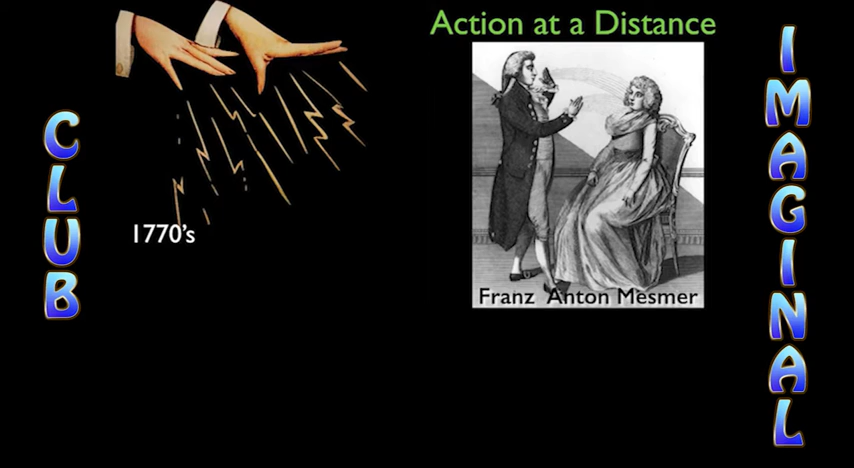 CLUB
1770's
Action at a Distance
Franz Anton Mesmer
IMAGINAL